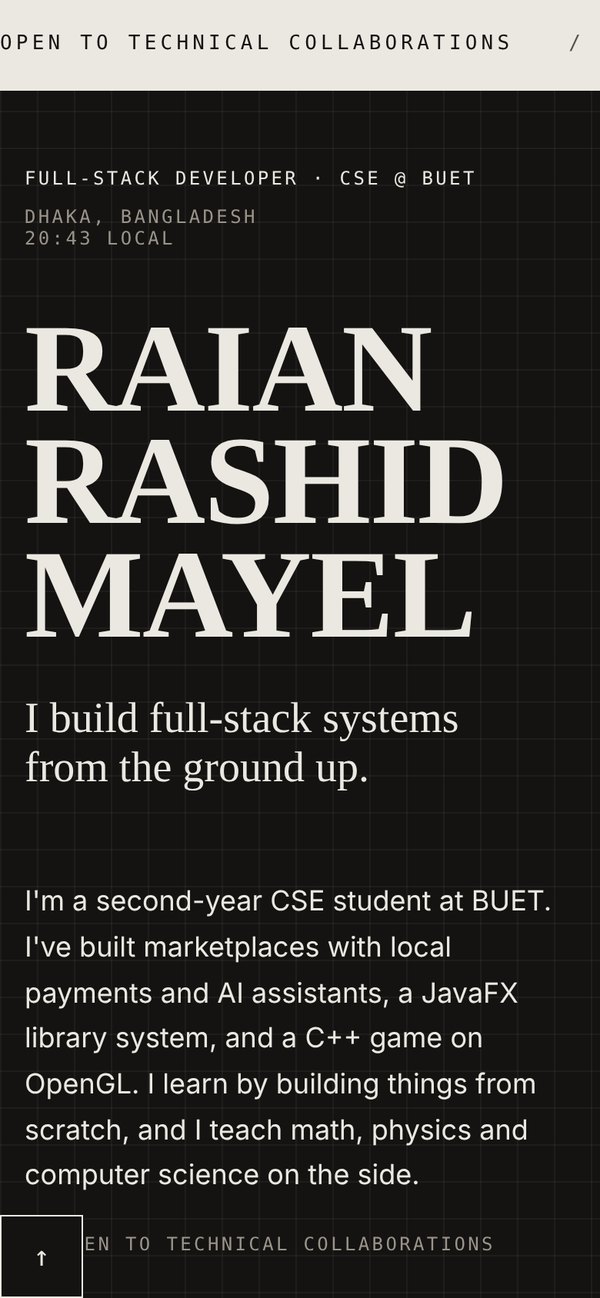 OPEN TO TECHNICAL COLLABORATIONS /
FULL-STACK DEVELOPER · CSE @ BUET
DHAKA, BANGLADESH
20:43 LOCAL
RAIAN
RASHID
MAYEL
I build full-stack systems
from the ground up.
I'm a second-year CSE student at BUET.
I've built marketplaces with local
payments and AI assistants, a JavaFX
library system, and a C++ game on
OpenGL. I learn by building things from
scratch, and I teach math, physics and
computer science on the side.
↑ EN TO TECHNICAL COLLABORATIONS